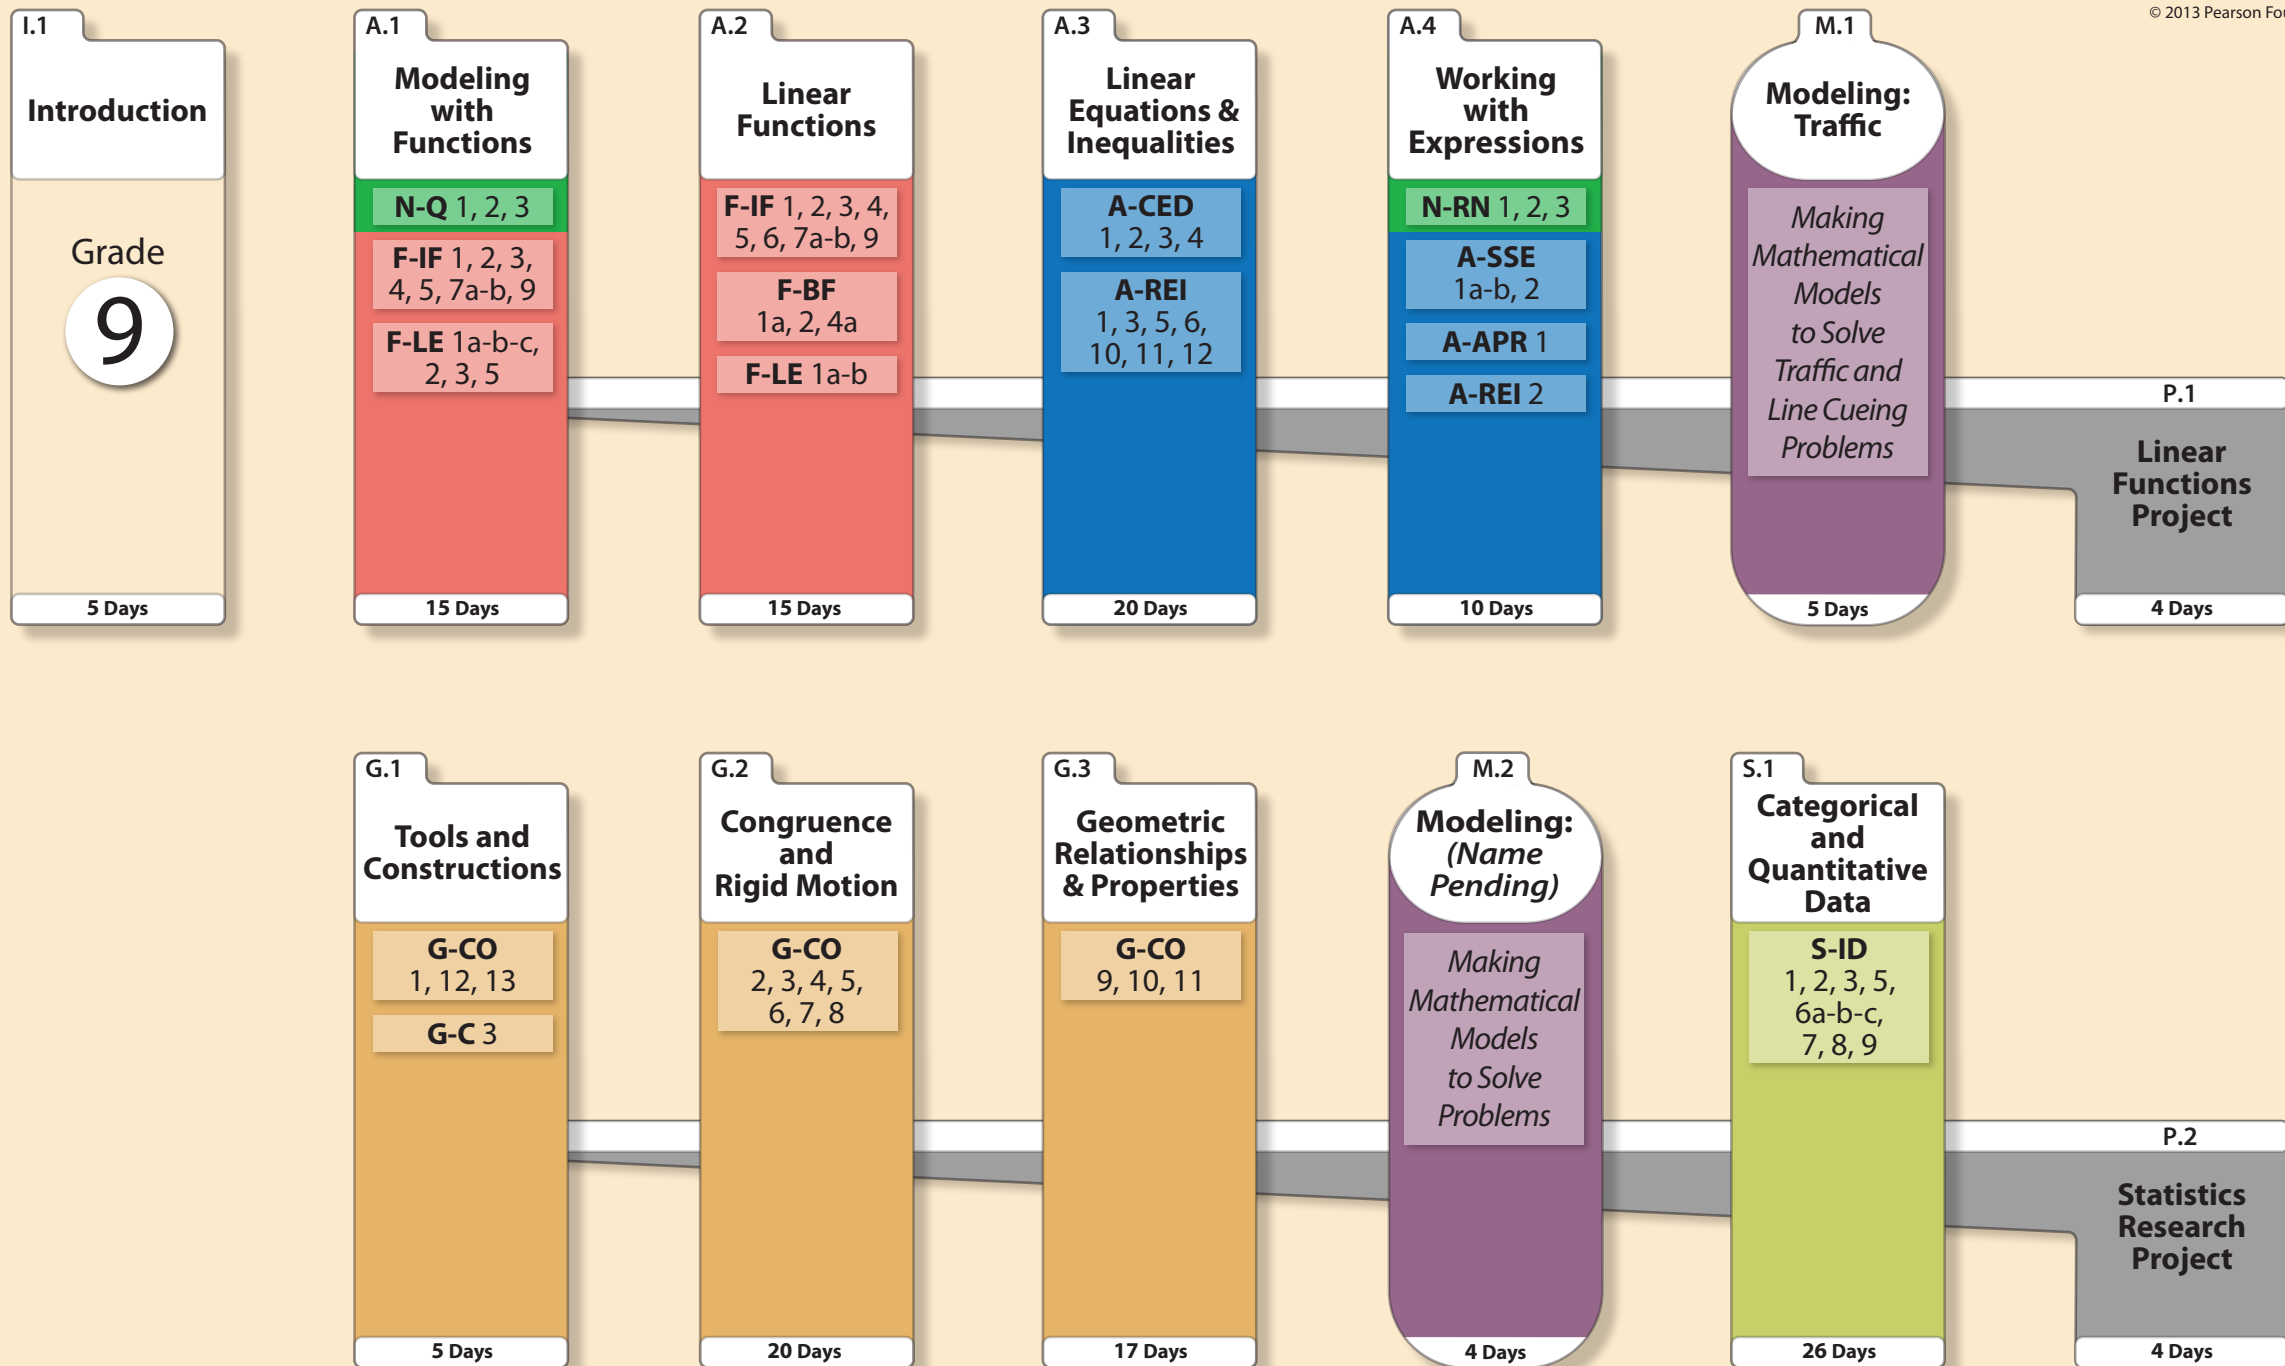 © 2013 Pearson Fou
I.1
Introduction
Grade
9
5 Days
A.1
Modeling
with
Functions
N-Q 1, 2, 3
F-IF 1, 2, 3,
4, 5, 7a-b, 9
F-LE 1a-b-c,
2, 3, 5
15 Days
A.2
Linear
Functions
F-IF 1, 2, 3, 4,
5, 6, 7a-b, 9
F-BF
1a, 2, 4a
F-LE 1a-b
15 Days
A.3
Linear
Equations &
Inequalities
A-CED
1, 2, 3, 4
A-REI
1, 3, 5, 6,
10, 11, 12
20 Days
A.4
Working
with
Expressions
N-RN 1, 2, 3
A-SSE
1a-b, 2
A-APR 1
A-REI 2
10 Days
M.1
Modeling:
Traffic
Making
Mathematical
Models
to Solve
Traffic and
Line Cueing
Problems
5 Days
P.1
Linear
Functions
Project
4 Days
G.1
Tools and
Constructions
G-CO
1, 12, 13
G-C 3
5 Days
G.2
Congruence
and
Rigid Motion
G-CO
2, 3, 4, 5,
6, 7, 8
20 Days
G.3
Geometric
Relationships
& Properties
G-CO
9, 10, 11
17 Days
M.2
Modeling:
(Name
Pending)
Making
Mathematical
Models
to Solve
Problems
4 Days
S.1
Categorical
and
Quantitative
Data
S-ID
1, 2, 3, 5,
6a-b-c,
7, 8, 9
26 Days
P.2
Statistics
Research
Project
4 Days